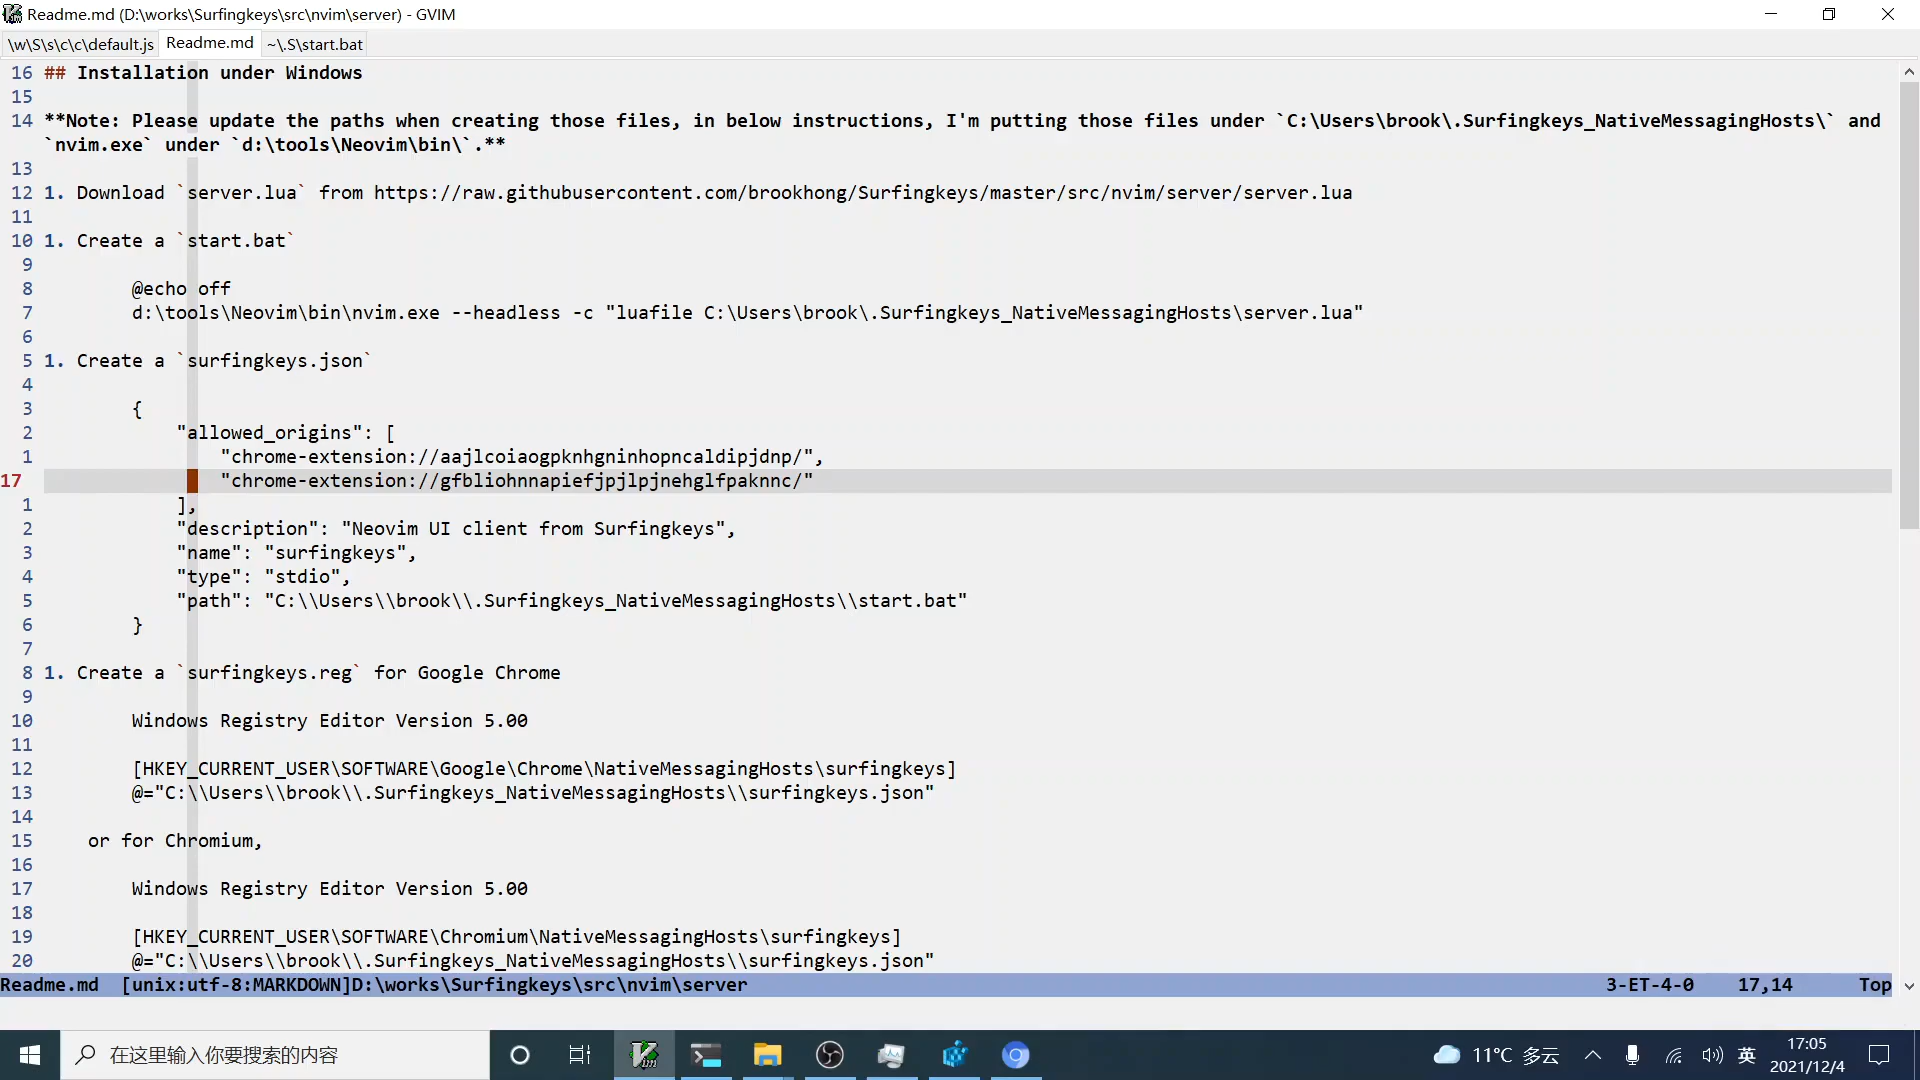 Readme.md (D:\works\Surfingkeys\src\nvim\server) - GVIM
\w\S\s\c\c\default.js Readme.md ~\.S\start.bat
16 ## Installation under Windows
15
14 **Note: Please update the paths when creating those files, in below instructions, I'm putting those files under `C:\Users\brook\.Surfingkeys_NativeMessagingHosts\` and
`nvim.exe` under `d:\tools\Neovim\bin\`.**
13
12 1. Download `server.lua` from https://raw.githubusercontent.com/brookhong/Surfingkeys/master/src/nvim/server/server.lua
11
10 1. Create a `start.bat`
9
8 @echo off
7 d:\tools\Neovim\bin\nvim.exe --headless -c "luafile C:\Users\brook\.Surfingkeys_NativeMessagingHosts\server.lua"
6
5 1. Create a `surfingkeys.json`
4
3 {
2 "allowed_origins": [
1 "chrome-extension://aajlcoiaogpknhgninhopncaldipjdnp/",
17 "chrome-extension://gfbliohnnapiefjpjlpjnehglfpaknnc/"
1 ],
2 "description": "Neovim UI client from Surfingkeys",
3 "name": "surfingkeys",
4 "type": "stdio",
5 "path": "C:\\Users\\brook\\.Surfingkeys_NativeMessagingHosts\\start.bat"
6 }
7
8 1. Create a `surfingkeys.reg` for Google Chrome
9
10 Windows Registry Editor Version 5.00
11
12 [HKEY_CURRENT_USER\SOFTWARE\Google\Chrome\NativeMessagingHosts\surfingkeys]
13 @="C:\\Users\\brook\\.Surfingkeys_NativeMessagingHosts\\surfingkeys.json"
14
15 or for Chromium,
16
17 Windows Registry Editor Version 5.00
18
19 [HKEY_CURRENT_USER\SOFTWARE\Chromium\NativeMessagingHosts\surfingkeys]
20 @="C:\\Users\\brook\\.Surfingkeys_NativeMessagingHosts\\surfingkeys.json"
Readme.md [unix:utf-8:MARKDOWN]D:\works\Surfingkeys\src\nvim\server 3-ET-4-0 17,14 Top
在这里输入你要搜索的内容
11°C 多云 英
17:05
2021/12/4